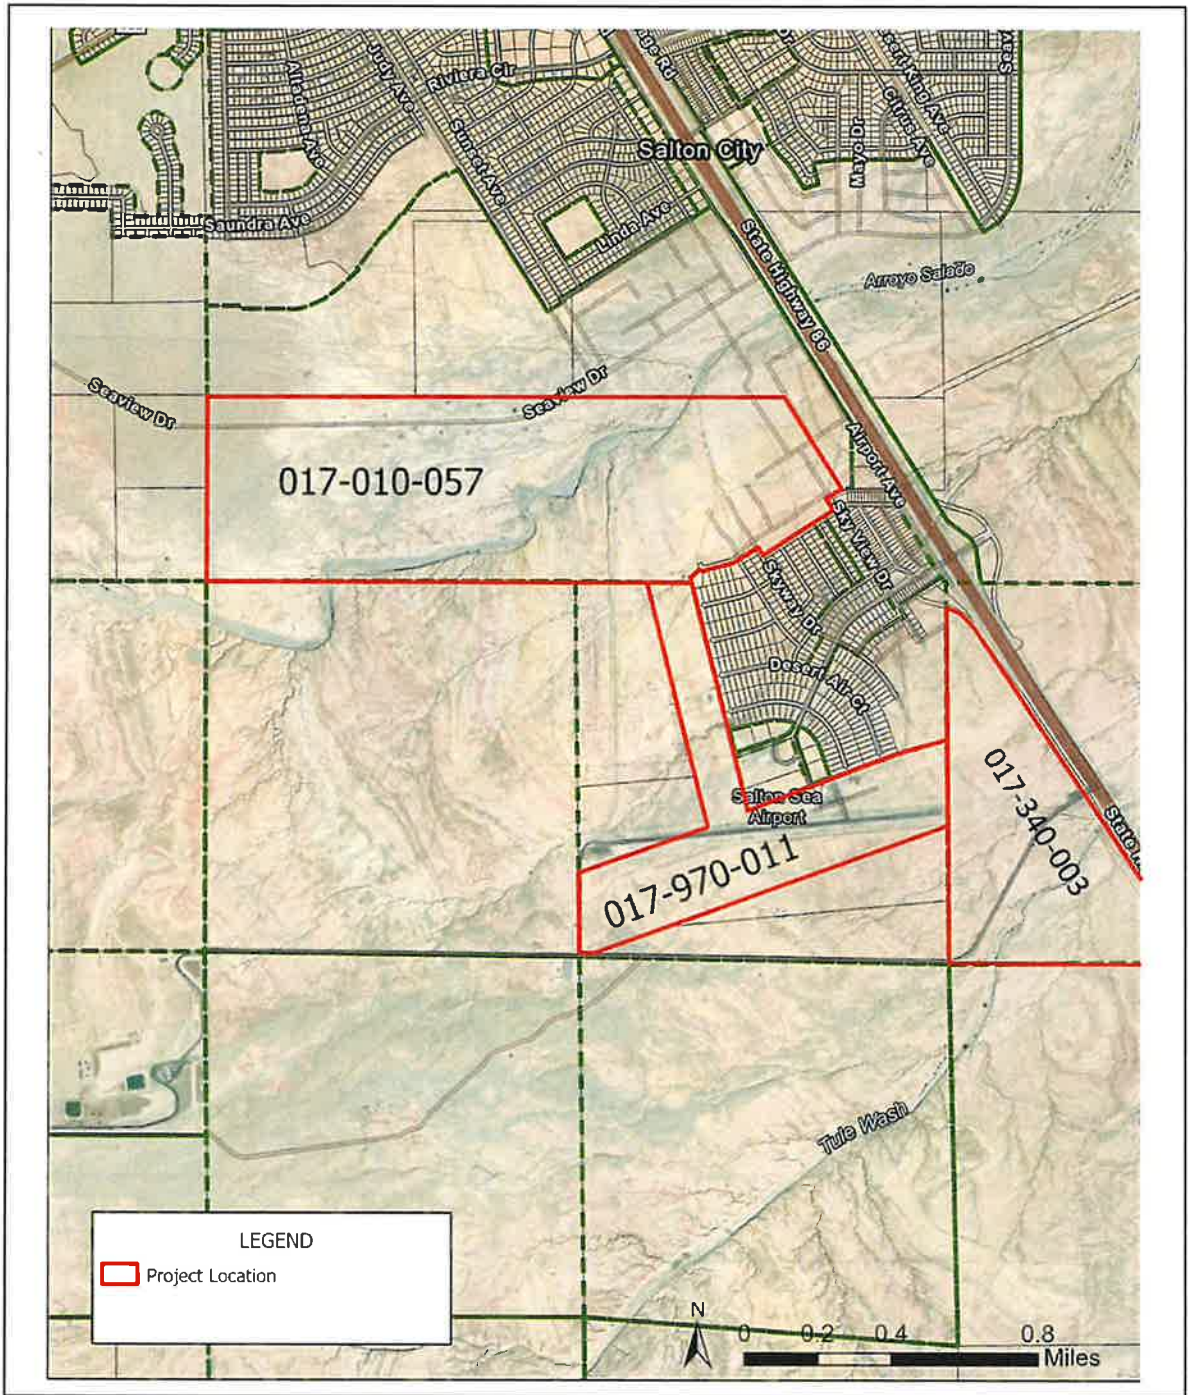 Judy Ave
Riviera Cir
Alladena Ave
Sunset Ave
Salton City
Mayo Dr
Citrus Ave
Desert King Ave
Saundra Ave
Linda Ave
State Highway 86
Arroyo Salado
Seaview Dr
Seaview Dr
Airport Ave
017-010-057
Sky View Dr
Skyway Dr
Desert Air Ct
017-340-003
Salton Sea
Airport
State
017-970-011
Tule Wash
LEGEND
Project Location
N
0 0.2 0.4 0.8
Miles